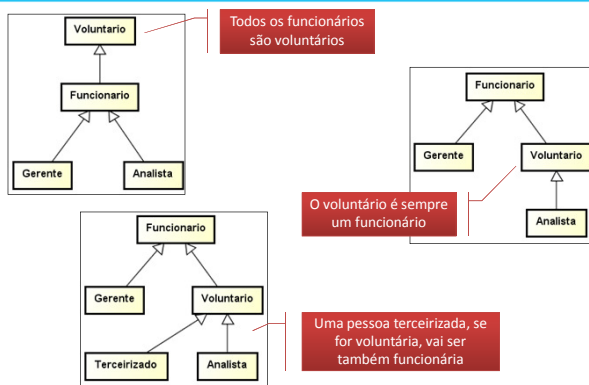 Voluntario
Todos os funcionários
são voluntários
Funcionario
Gerente
Analista
Funcionario
Gerente
Voluntario
O voluntário é sempre
um funcionário
Analista
Funcionario
Gerente
Voluntario
Uma pessoa terceirizada, se
for voluntária, vai ser
também funcionária
Terceirizado
Analista